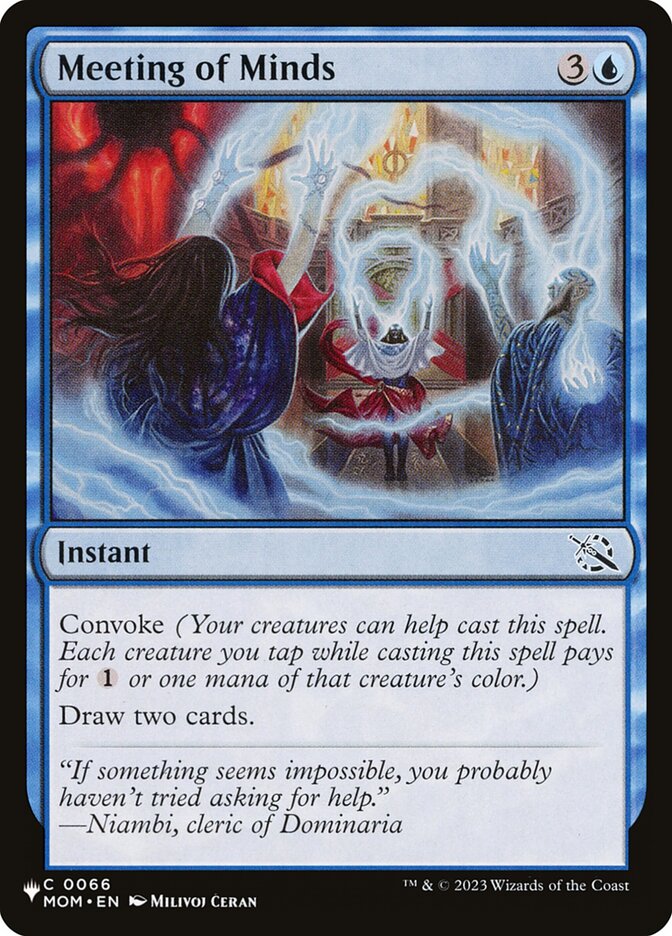 Meeting of Minds 3
Instant
Convoke (Your creatures can help cast this spell.
Each creature you tap while casting this spell pays
for 1 or one mana of that creature's color.)
Draw two cards.
“If something seems impossible, you probably
haven't tried asking for help.”
—Niambi, cleric of Dominaria
C 0066
MOM • EN Milivoj Ćeran
™ & © 2023 Wizards of the Coast